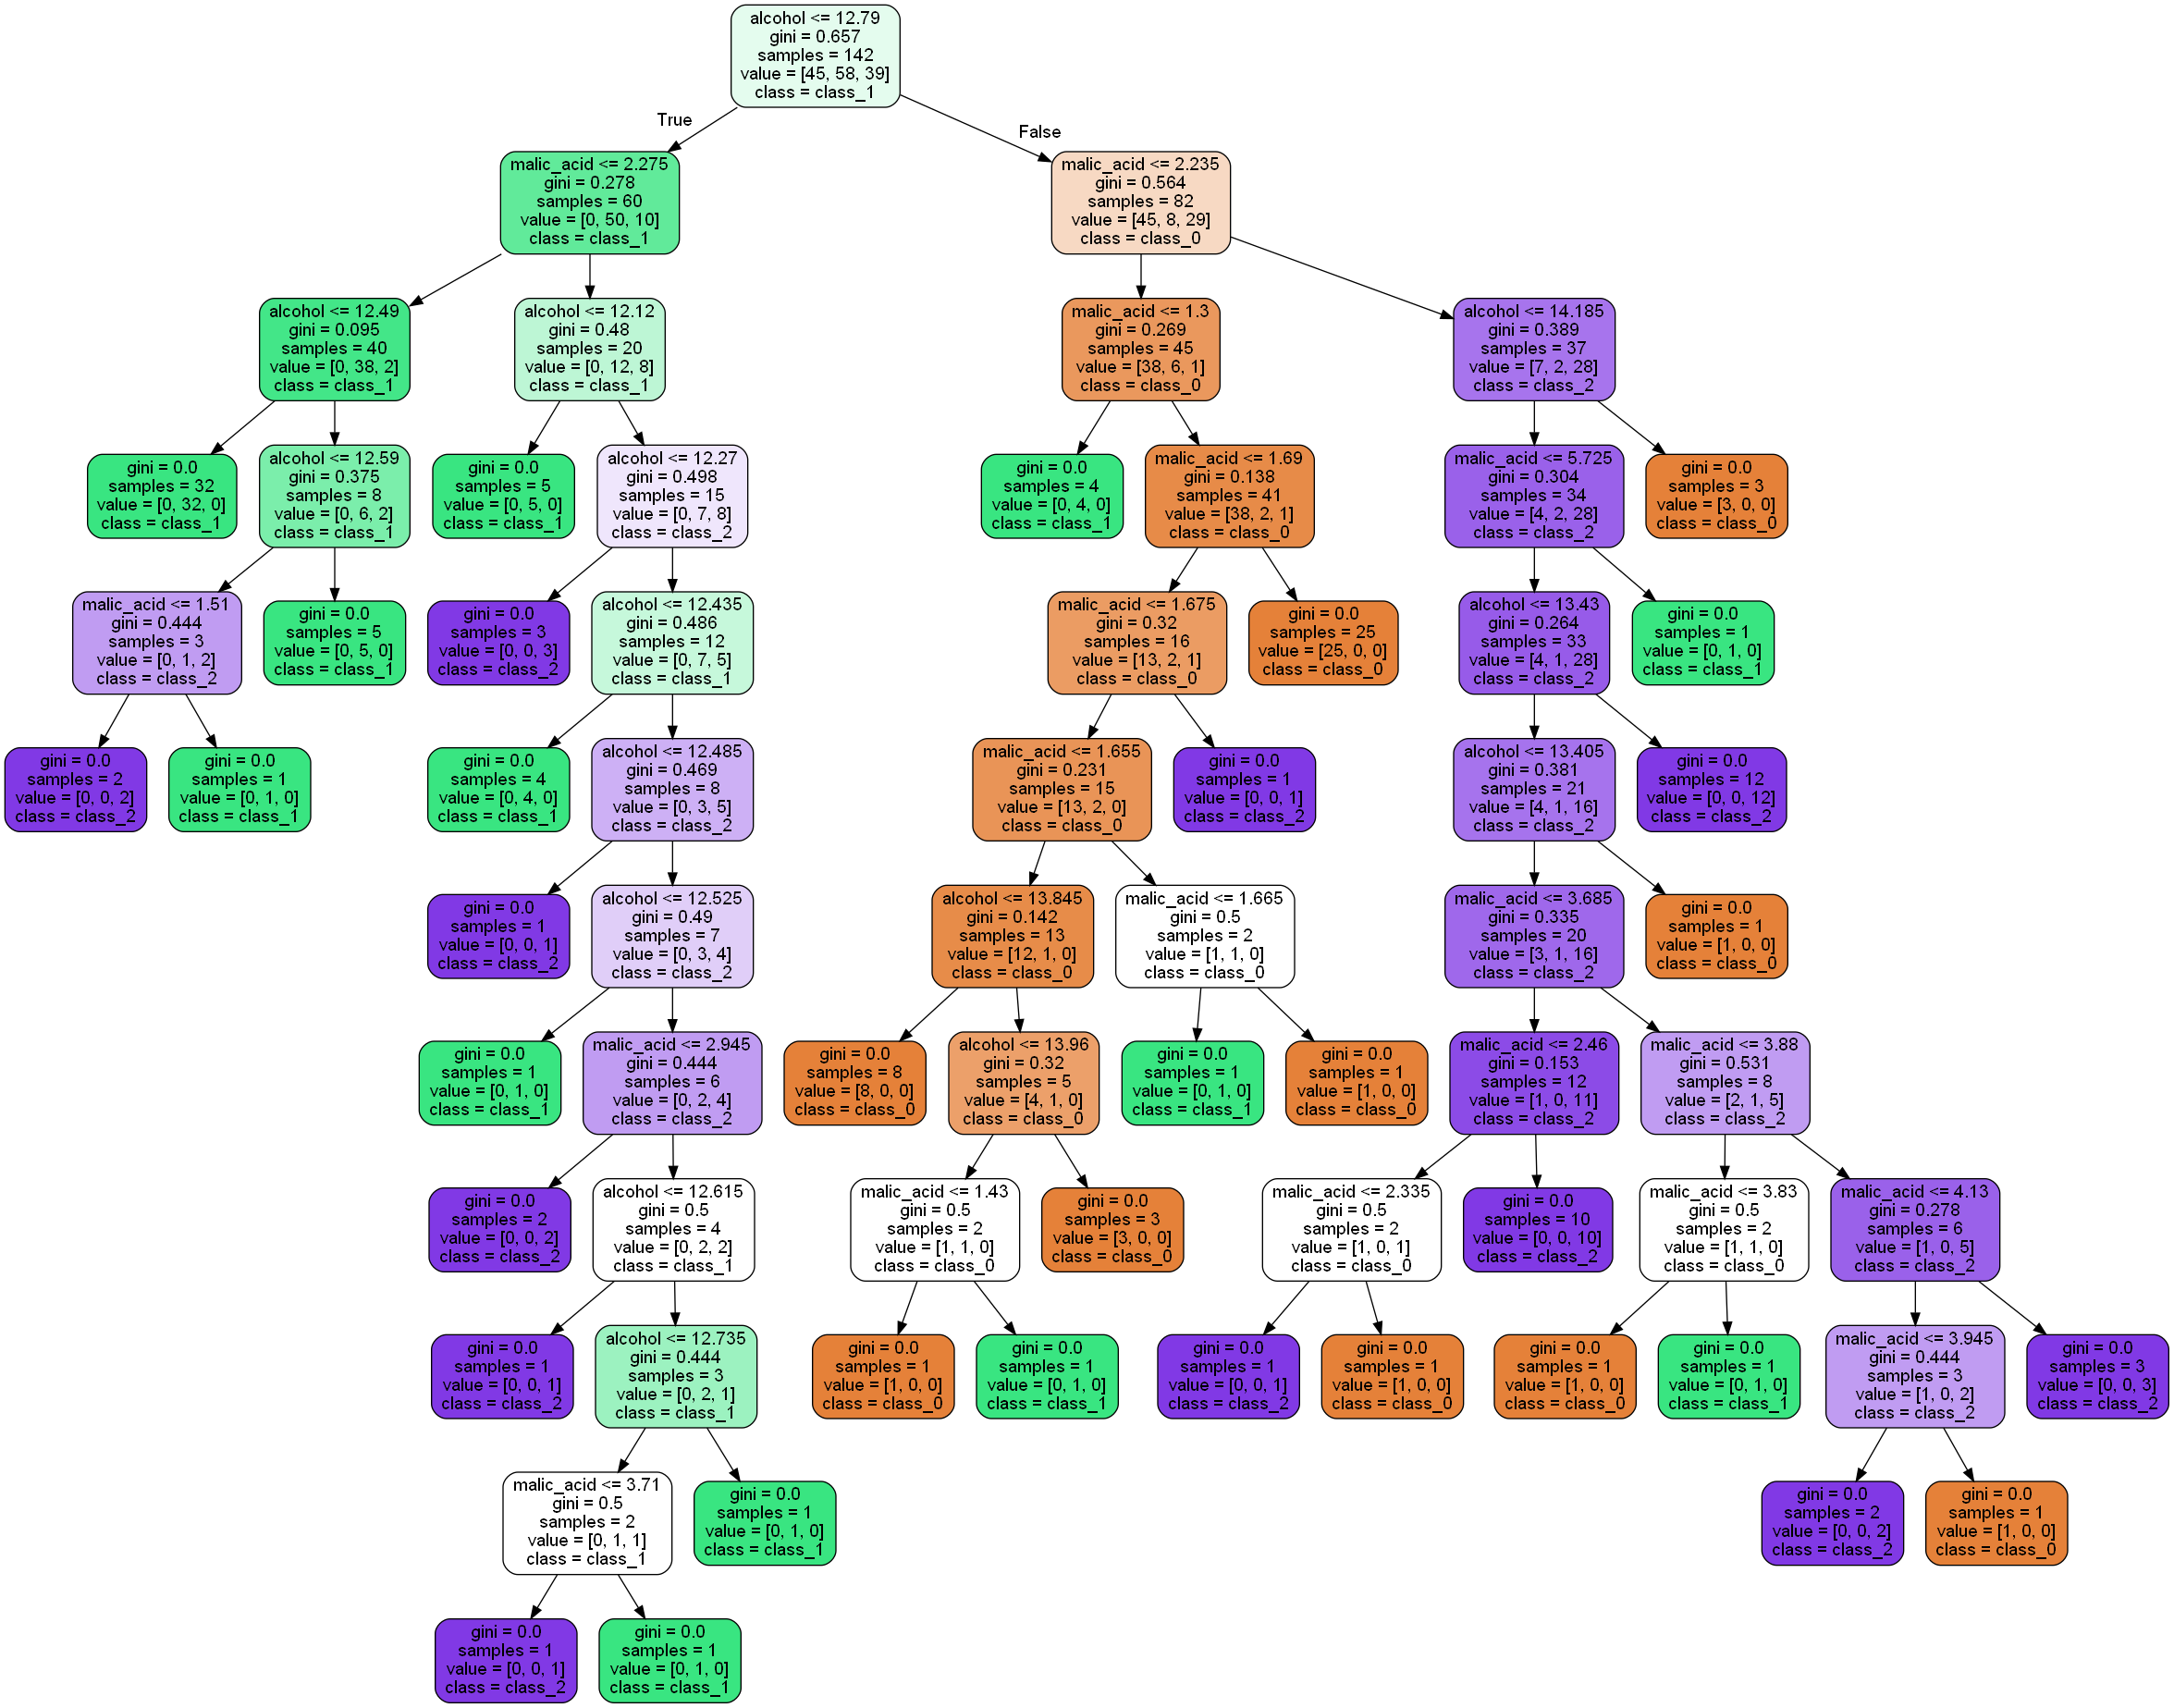 alcohol <= 12.79
gini = 0.657
samples = 142
value = [45, 58, 39]
class = class_1
True
False
malic_acid <= 2.275
gini = 0.278
samples = 60
value = [0, 50, 10]
class = class_1
malic_acid <= 2.235
gini = 0.564
samples = 82
value = [45, 8, 29]
class = class_0
alcohol <= 12.49
gini = 0.095
samples = 40
value = [0, 38, 2]
class = class_1
alcohol <= 12.12
gini = 0.48
samples = 20
value = [0, 12, 8]
class = class_1
malic_acid <= 1.3
gini = 0.269
samples = 45
value = [38, 6, 1]
class = class_0
alcohol <= 14.185
gini = 0.389
samples = 37
value = [7, 2, 28]
class = class_2
gini = 0.0
samples = 32
value = [0, 32, 0]
class = class_1
alcohol <= 12.59
gini = 0.375
samples = 8
value = [0, 6, 2]
class = class_1
gini = 0.0
samples = 5
value = [0, 5, 0]
class = class_1
alcohol <= 12.27
gini = 0.498
samples = 15
value = [0, 7, 8]
class = class_2
gini = 0.0
samples = 4
value = [0, 4, 0]
class = class_1
malic_acid <= 1.69
gini = 0.138
samples = 41
value = [38, 2, 1]
class = class_0
malic_acid <= 5.725
gini = 0.304
samples = 34
value = [4, 2, 28]
class = class_2
gini = 0.0
samples = 3
value = [3, 0, 0]
class = class_0
malic_acid <= 1.51
gini = 0.444
samples = 3
value = [0, 1, 2]
class = class_2
gini = 0.0
samples = 5
value = [0, 5, 0]
class = class_1
gini = 0.0
samples = 3
value = [0, 0, 3]
class = class_2
alcohol <= 12.435
gini = 0.486
samples = 12
value = [0, 7, 5]
class = class_1
malic_acid <= 1.675
gini = 0.32
samples = 16
value = [13, 2, 1]
class = class_0
gini = 0.0
samples = 25
value = [25, 0, 0]
class = class_0
alcohol <= 13.43
gini = 0.264
samples = 33
value = [4, 1, 28]
class = class_2
gini = 0.0
samples = 1
value = [0, 1, 0]
class = class_1
gini = 0.0
samples = 2
value = [0, 0, 2]
class = class_2
gini = 0.0
samples = 1
value = [0, 1, 0]
class = class_1
gini = 0.0
samples = 4
value = [0, 4, 0]
class = class_1
alcohol <= 12.485
gini = 0.469
samples = 8
value = [0, 3, 5]
class = class_2
malic_acid <= 1.655
gini = 0.231
samples = 15
value = [13, 2, 0]
class = class_0
gini = 0.0
samples = 1
value = [0, 0, 1]
class = class_2
alcohol <= 13.405
gini = 0.381
samples = 21
value = [4, 1, 16]
class = class_2
gini = 0.0
samples = 12
value = [0, 0, 12]
class = class_2
gini = 0.0
samples = 1
value = [0, 0, 1]
class = class_2
alcohol <= 12.525
gini = 0.49
samples = 7
value = [0, 3, 4]
class = class_2
alcohol <= 13.845
gini = 0.142
samples = 13
value = [12, 1, 0]
class = class_0
malic_acid <= 1.665
gini = 0.5
samples = 2
value = [1, 1, 0]
class = class_0
malic_acid <= 3.685
gini = 0.335
samples = 20
value = [3, 1, 16]
class = class_2
gini = 0.0
samples = 1
value = [1, 0, 0]
class = class_0
gini = 0.0
samples = 1
value = [0, 1, 0]
class = class_1
malic_acid <= 2.945
gini = 0.444
samples = 6
value = [0, 2, 4]
class = class_2
gini = 0.0
samples = 8
value = [8, 0, 0]
class = class_0
alcohol <= 13.96
gini = 0.32
samples = 5
value = [4, 1, 0]
class = class_0
gini = 0.0
samples = 1
value = [0, 1, 0]
class = class_1
gini = 0.0
samples = 1
value = [1, 0, 0]
class = class_0
malic_acid <= 2.46
gini = 0.153
samples = 12
value = [1, 0, 11]
class = class_2
malic_acid <= 3.88
gini = 0.531
samples = 8
value = [2, 1, 5]
class = class_2
gini = 0.0
samples = 2
value = [0, 0, 2]
class = class_2
alcohol <= 12.615
gini = 0.5
samples = 4
value = [0, 2, 2]
class = class_1
malic_acid <= 1.43
gini = 0.5
samples = 2
value = [1, 1, 0]
class = class_0
gini = 0.0
samples = 3
value = [3, 0, 0]
class = class_0
malic_acid <= 2.335
gini = 0.5
samples = 2
value = [1, 0, 1]
class = class_0
gini = 0.0
samples = 10
value = [0, 0, 10]
class = class_2
malic_acid <= 3.83
gini = 0.5
samples = 2
value = [1, 1, 0]
class = class_0
malic_acid <= 4.13
gini = 0.278
samples = 6
value = [1, 0, 5]
class = class_2
gini = 0.0
samples = 1
value = [0, 0, 1]
class = class_2
alcohol <= 12.735
gini = 0.444
samples = 3
value = [0, 2, 1]
class = class_1
gini = 0.0
samples = 1
value = [1, 0, 0]
class = class_0
gini = 0.0
samples = 1
value = [0, 1, 0]
class = class_1
gini = 0.0
samples = 1
value = [0, 0, 1]
class = class_2
gini = 0.0
samples = 1
value = [1, 0, 0]
class = class_0
gini = 0.0
samples = 1
value = [1, 0, 0]
class = class_0
gini = 0.0
samples = 1
value = [0, 1, 0]
class = class_1
malic_acid <= 3.945
gini = 0.444
samples = 3
value = [1, 0, 2]
class = class_2
gini = 0.0
samples = 3
value = [0, 0, 3]
class = class_2
malic_acid <= 3.71
gini = 0.5
samples = 2
value = [0, 1, 1]
class = class_1
gini = 0.0
samples = 1
value = [0, 1, 0]
class = class_1
gini = 0.0
samples = 2
value = [0, 0, 2]
class = class_2
gini = 0.0
samples = 1
value = [1, 0, 0]
class = class_0
gini = 0.0
samples = 1
value = [0, 0, 1]
class = class_2
gini = 0.0
samples = 1
value = [0, 1, 0]
class = class_1